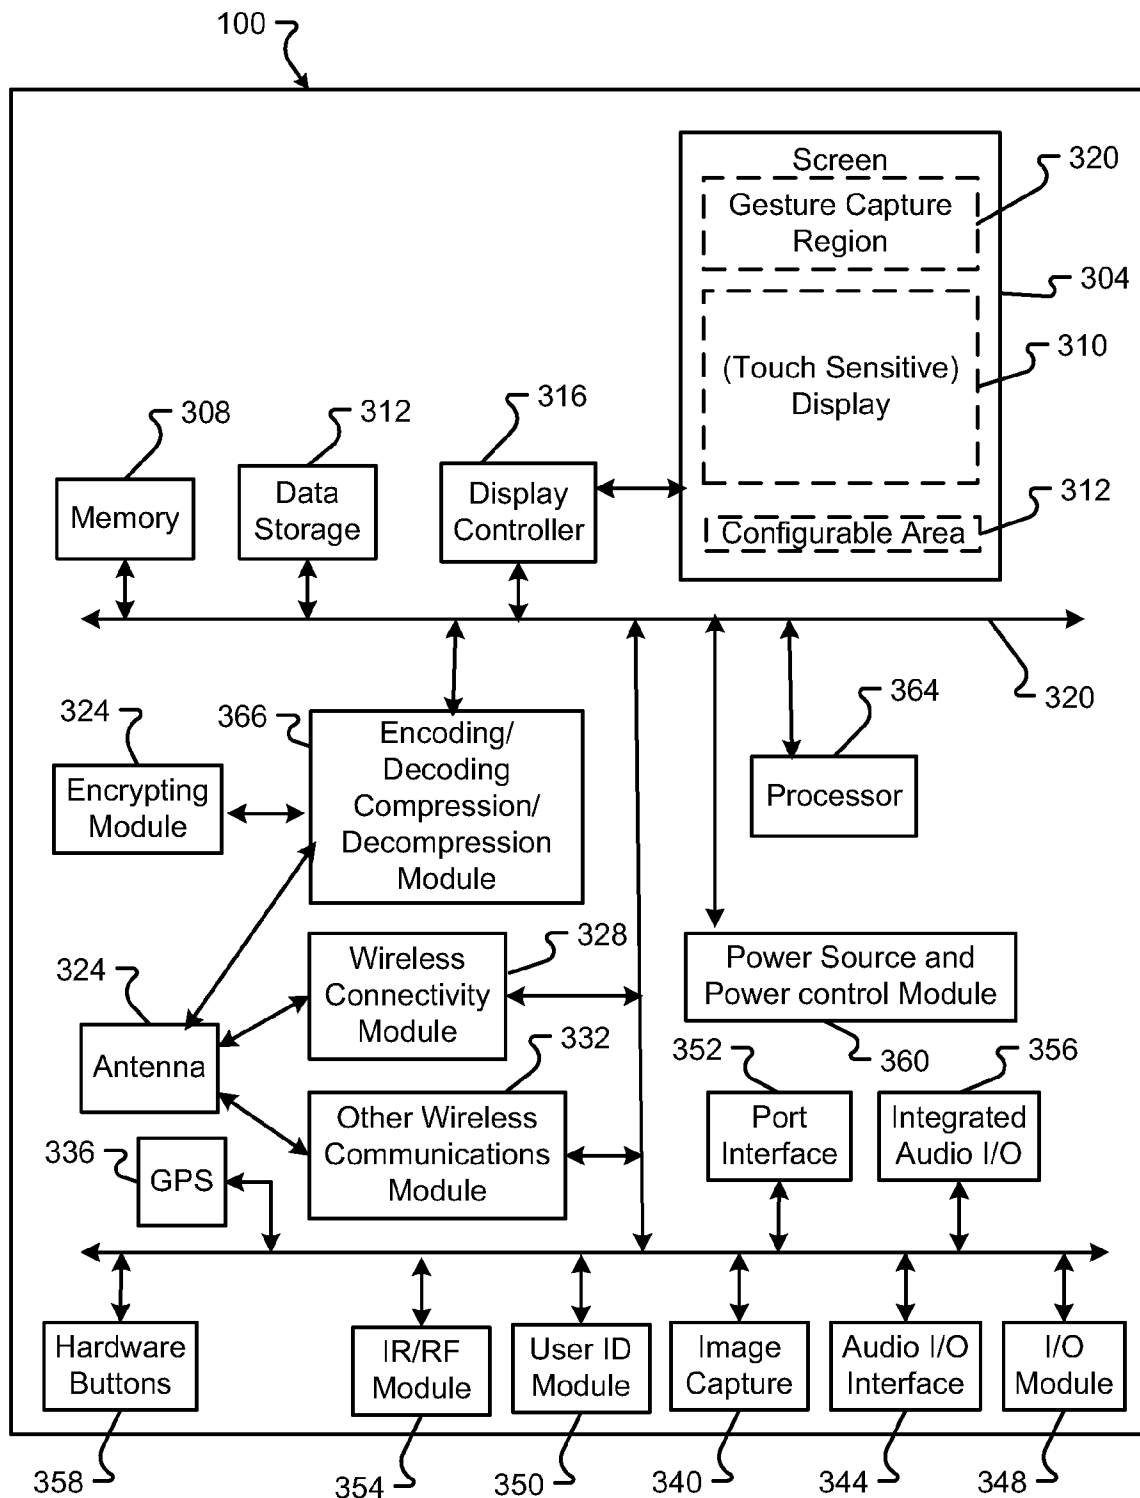 100
Screen
320
Gesture Capture
Region
304
310
(Touch Sensitive)
Display
308
312
316
312
Memory
Data
Storage
Display
Controller
Configurable Area
324
366
Encoding/
Decoding
Compression/
Decompression
Module
364
320
Encrypting
Module
Processor
328
Wireless
Connectivity
Module
Power Source and
Power control Module
324
Antenna
332
352
360
356
Other Wireless
Communications
Module
Port
Interface
Integrated
Audio I/O
336
GPS
Hardware
Buttons
IR/RF
Module
User ID
Module
Image
Capture
Audio I/O
Interface
I/O
Module
358
354
350
340
344
348